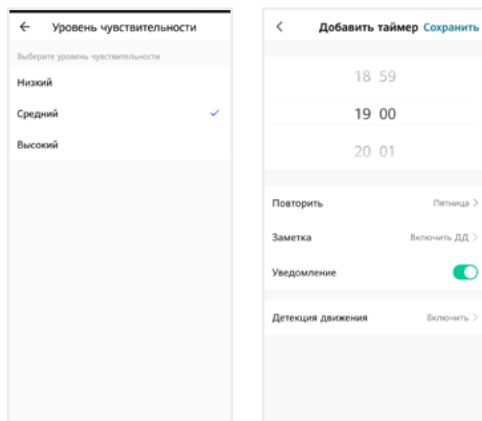 Уровень чувствительности
Выберите уровень чувствительности
Низкий
Средний
Высокий
Добавить таймер Сохранить
18 59
19 00
20 01
Повторить Пятница
Заметка Включить ДД
Уведомление
Детекция движения Включить